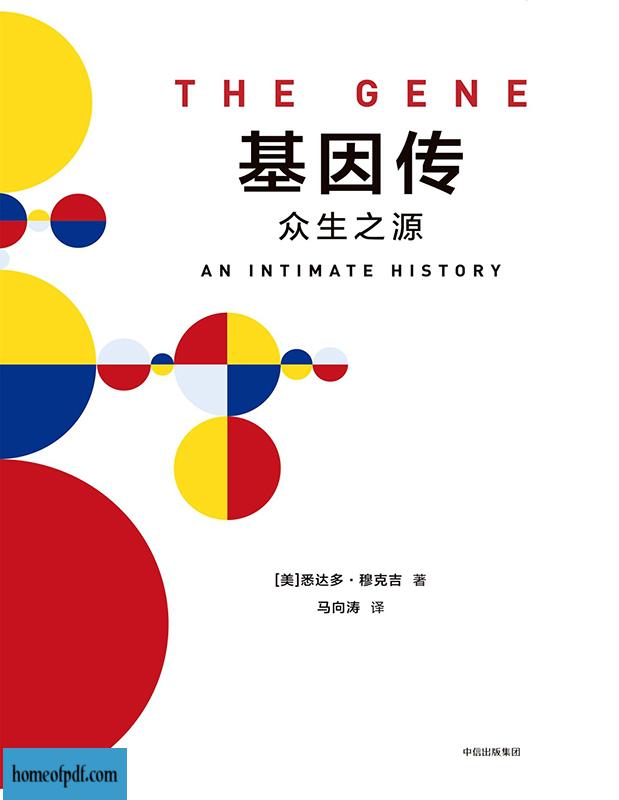 THE GENE
基因传
众生之源
AN INTIMATE HISTORY
[美]悉达多·穆克吉 著
马向涛 译
中信出版集团
homeofpdf.com